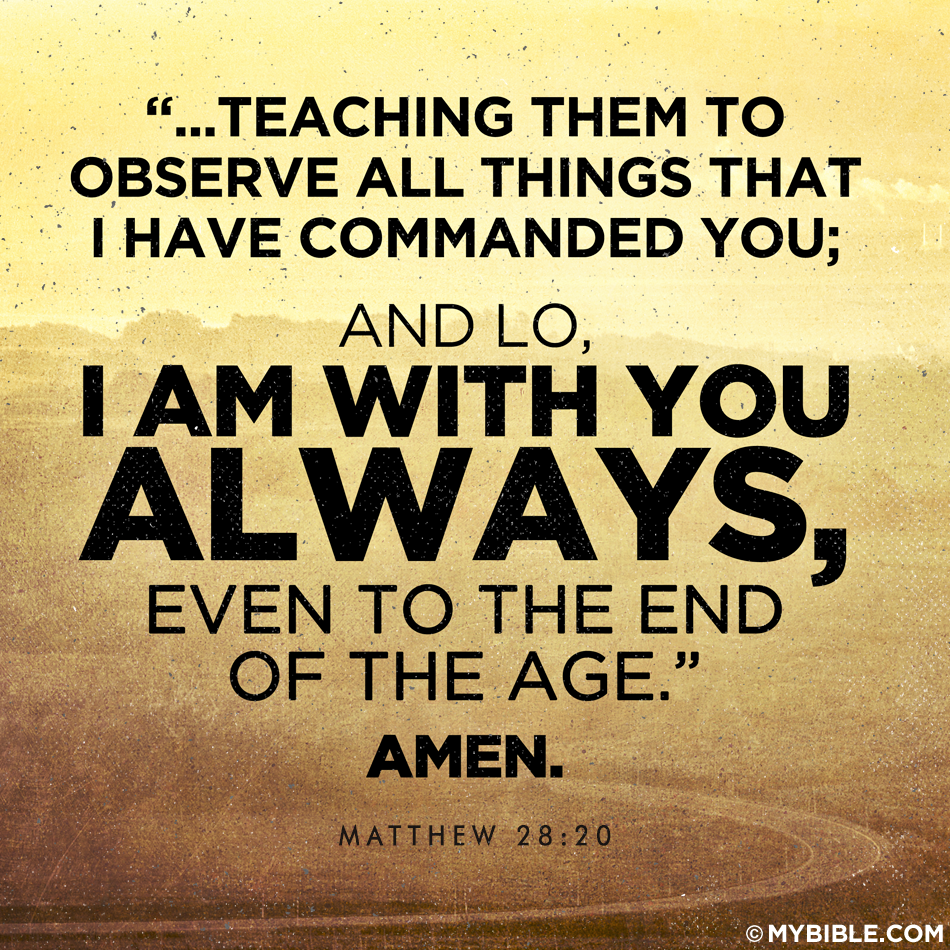 “...TEACHING THEM TO
OBSERVE ALL THINGS THAT
I HAVE COMMANDED YOU;
AND LO,
I AM WITH YOU
ALWAYS,
EVEN TO THE END
OF THE AGE.”
AMEN.
MATTHEW 28:20
© MYBIBLE.COM